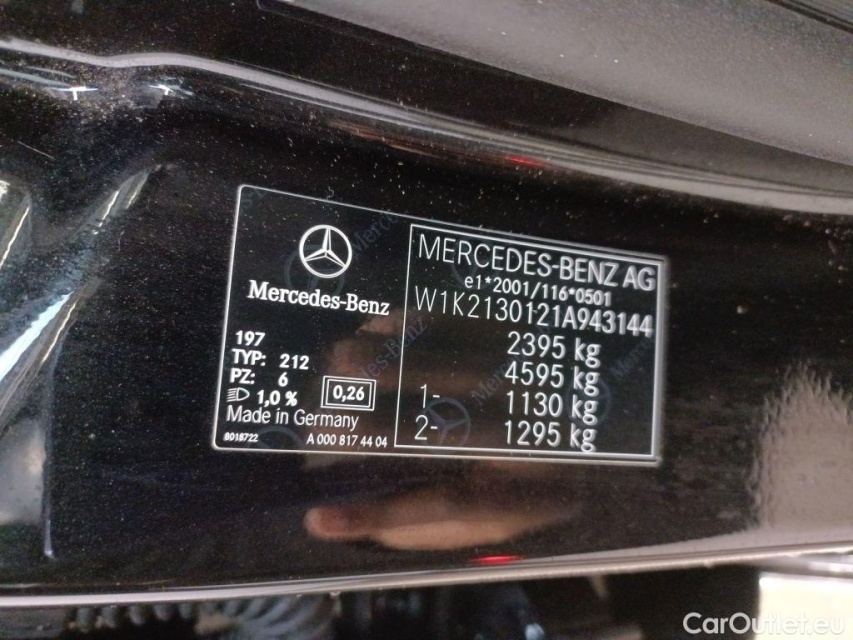 Mercedes-Benz
197
TYP: 212
PZ: 6
1,0 % 0,26
Made in Germany
8018722 A 000 817 44 04
MERCEDES-BENZ AG
e1*2001/116*0501
W1K2130121A943144
2395 kg
4595 kg
1- 1130 kg
2- 1295 kg
CarOutlet.eu